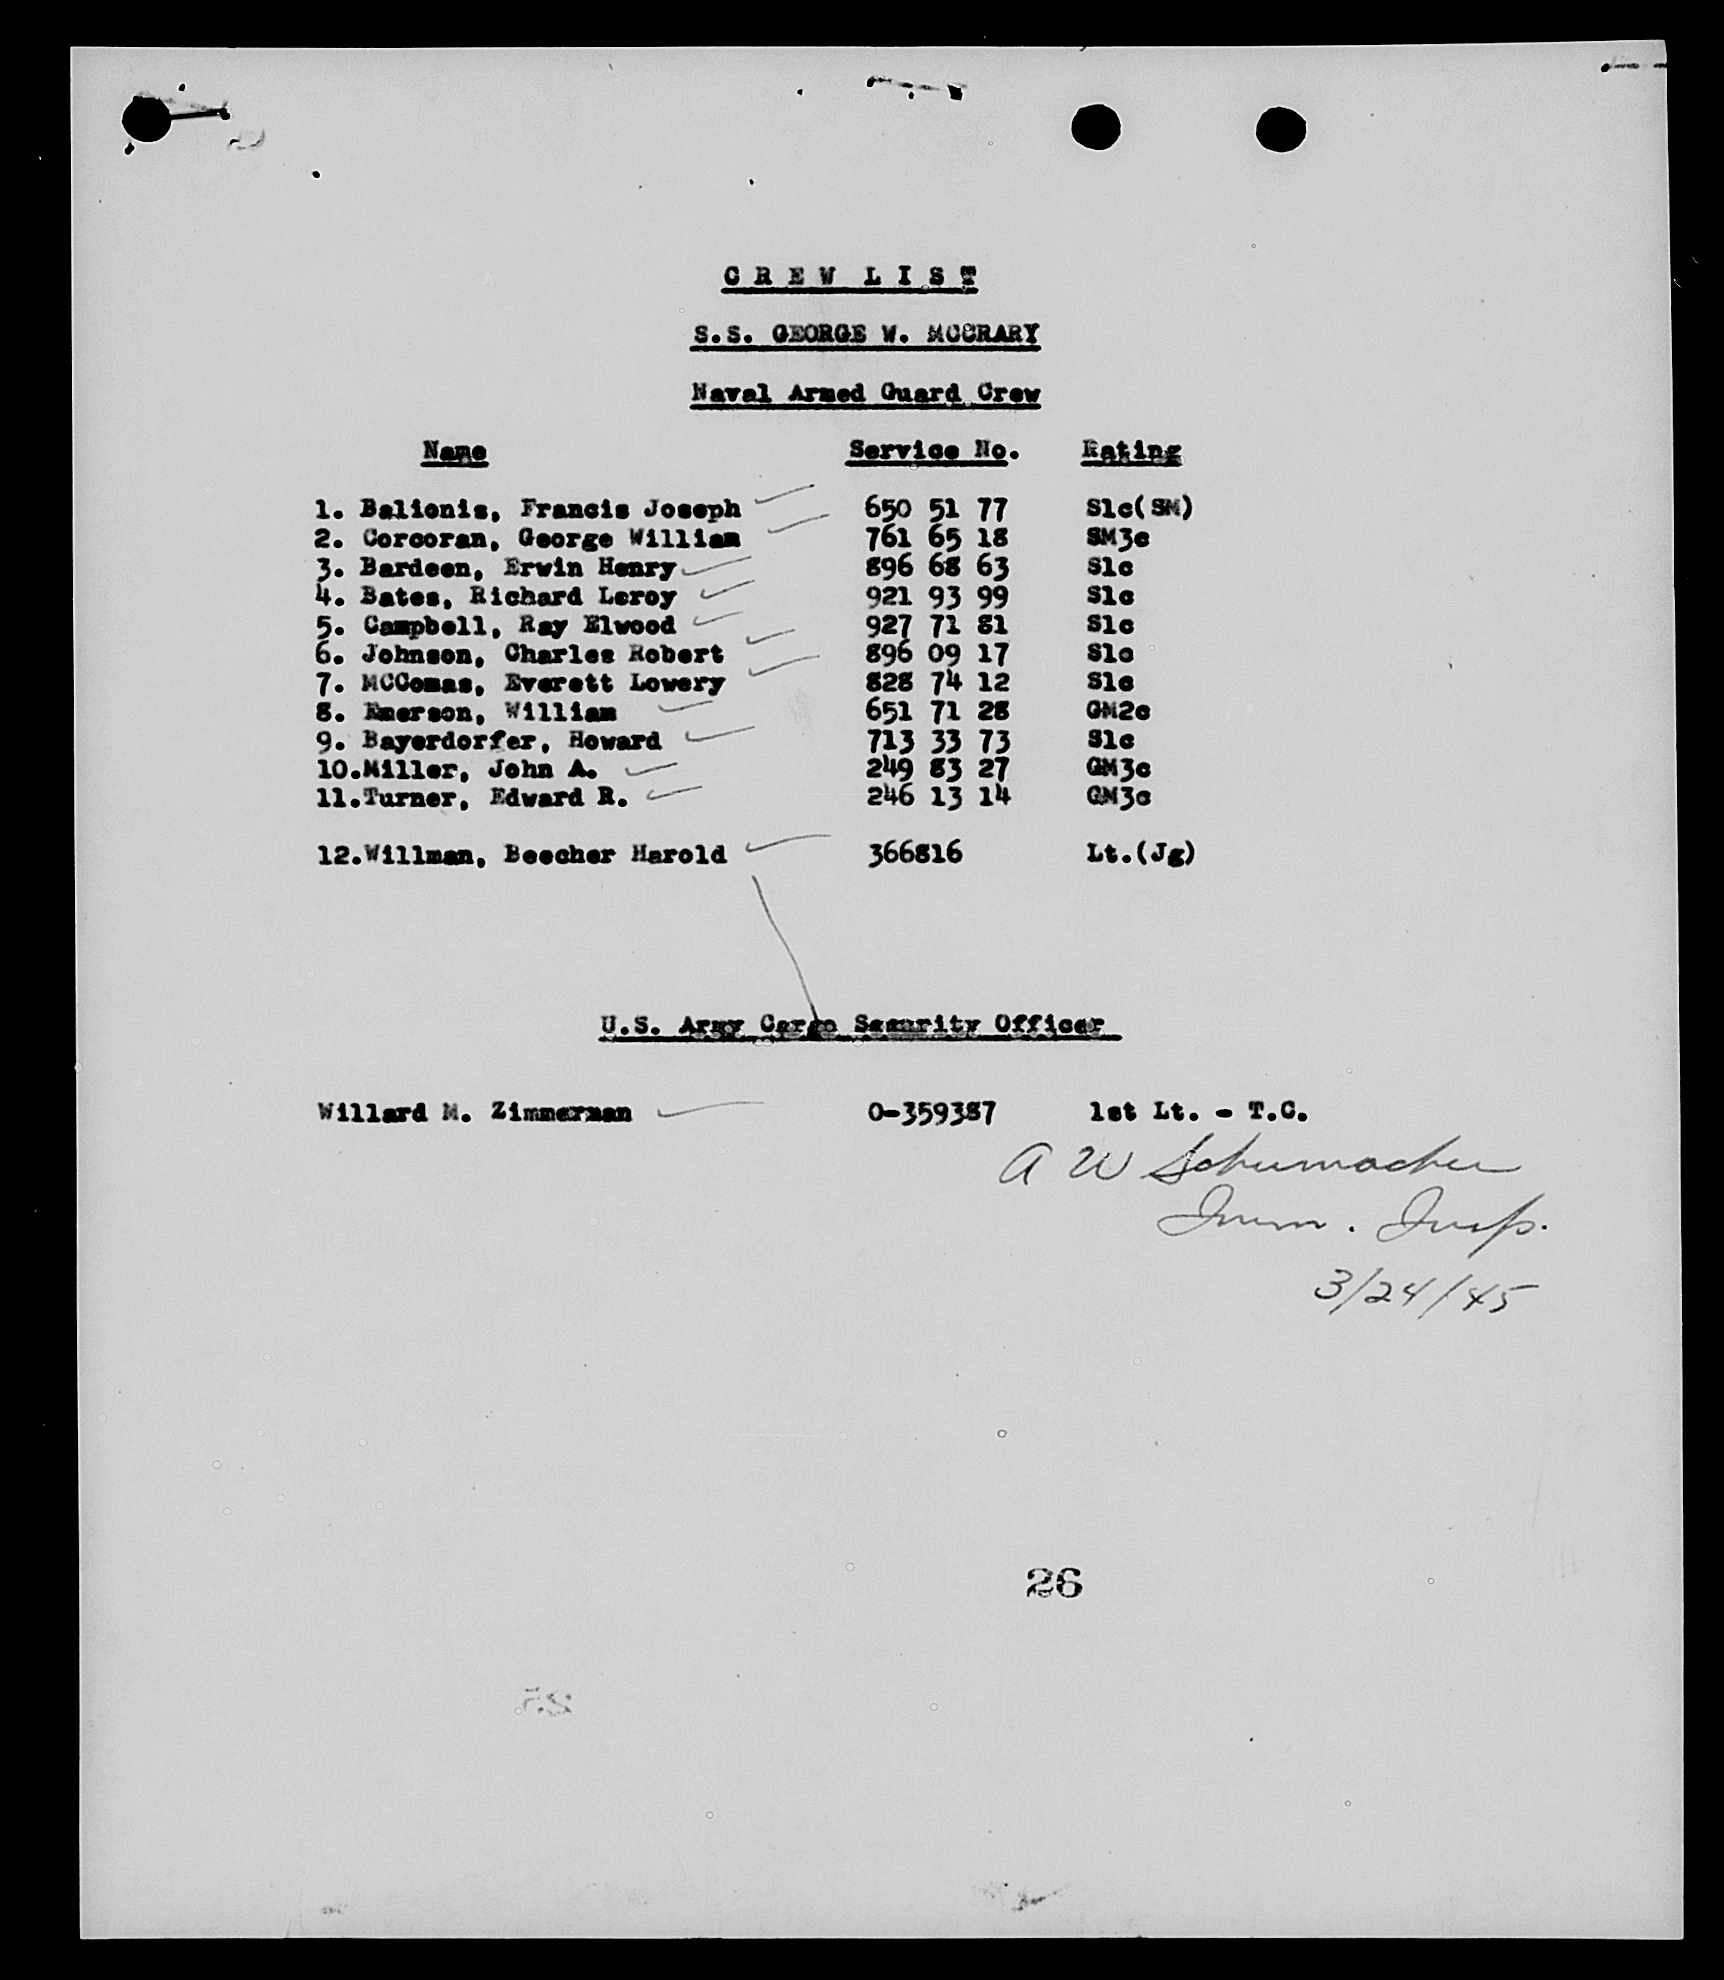 CREW LIST
S.S. GEORGE W. MCCRARY
Naval Armed Guard Crew
Name Service No. Rating
1. Balionis, Francis Joseph 650 51 77 S1c(SM)
2. Corcoran, George William 761 65 18 SM3c
3. Bardeen, Erwin Henry 896 68 63 S1c
4. Bates, Richard Leroy 921 93 99 S1c
5. Campbell, Ray Elwood 927 71 81 S1c
6. Johnson, Charles Robert 896 09 17 S1c
7. MCComas, Everett Lowery 828 74 12 S1c
8. Emerson, William 651 71 28 GM2c
9. Bayerdorfer, Howard 713 33 73 S1c
10.Miller, John A. 249 83 27 GM3c
11.Turner, Edward R. 246 13 14 GM3c
12.Willman, Beecher Harold 366816 Lt.(Jg)
U.S. Army Cargo Security Officer
Willard M. Zimmerman O-359387 1st Lt. - T.C.
A W Schumacher
Imm. Insp.
3/24/45
26
25